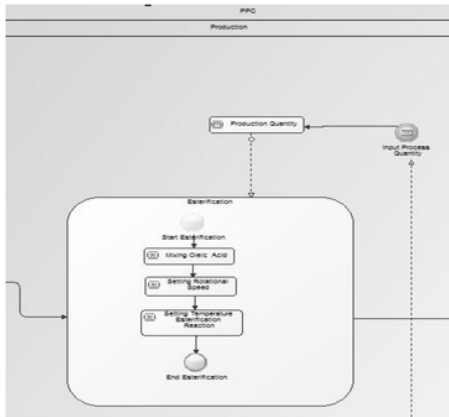 PPC
Production
Production Quantity
Input Process
Quantity
Esterification
Start Esterification
Mixing Oleic Acid
Setting Rotational
Speed
Setting Temperature
Esterification
Reaction
End Esterification